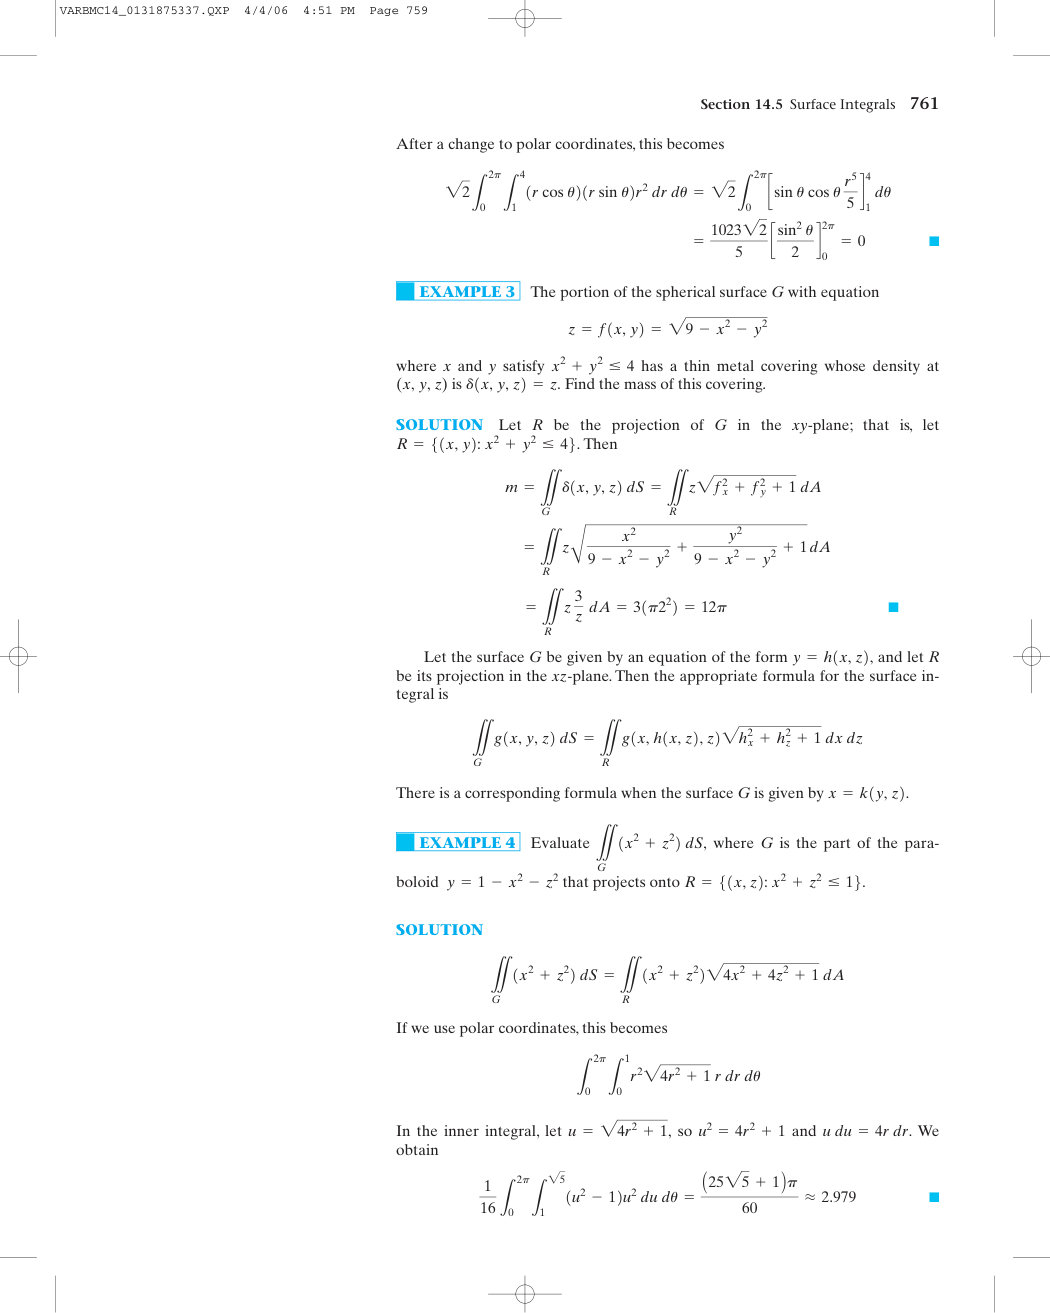 VARBMC14_0131875337.QXP 4/4/06 4:51 PM Page 759
Section 14.5 Surface Integrals 761
After a change to polar coordinates, this becomes
√2 ∫_0^{2π} ∫_1^4 (r cos θ)(r sin θ)r² dr dθ = √2 ∫_0^{2π} [sin θ cos θ r⁵/5]_1^4 dθ
= 1023√2/5 [sin² θ/2]_0^{2π} = 0
EXAMPLE 3 The portion of the spherical surface G with equation
z = f(x, y) = √(9 − x² − y²)
where x and y satisfy x² + y² ≤ 4 has a thin metal covering whose density at
(x, y, z) is δ(x, y, z) = z. Find the mass of this covering.
SOLUTION Let R be the projection of G in the xy-plane; that is, let
R = {(x, y): x² + y² ≤ 4}. Then
m = ∬_G δ(x, y, z) dS = ∬_R z√(f_x² + f_y² + 1) dA
= ∬_R z√(x²/(9 − x² − y²) + y²/(9 − x² − y²) + 1) dA
= ∬_R z 3/z dA = 3(π2²) = 12π
Let the surface G be given by an equation of the form y = h(x, z), and let R
be its projection in the xz-plane. Then the appropriate formula for the surface in-
tegral is
∬_G g(x, y, z) dS = ∬_R g(x, h(x, z), z)√(h_x² + h_z² + 1) dx dz
There is a corresponding formula when the surface G is given by x = k(y, z).
EXAMPLE 4 Evaluate ∬_G (x² + z²) dS, where G is the part of the para-
boloid y = 1 − x² − z² that projects onto R = {(x, z): x² + z² ≤ 1}.
SOLUTION
∬_G (x² + z²) dS = ∬_R (x² + z²)√(4x² + 4z² + 1) dA
If we use polar coordinates, this becomes
∫_0^{2π} ∫_0^1 r²√(4r² + 1) r dr dθ
In the inner integral, let u = √(4r² + 1), so u² = 4r² + 1 and u du = 4r dr. We
obtain
1/16 ∫_0^{2π} ∫_1^{√5} (u² − 1)u² du dθ = (25√5 + 1)π/60 ≈ 2.979